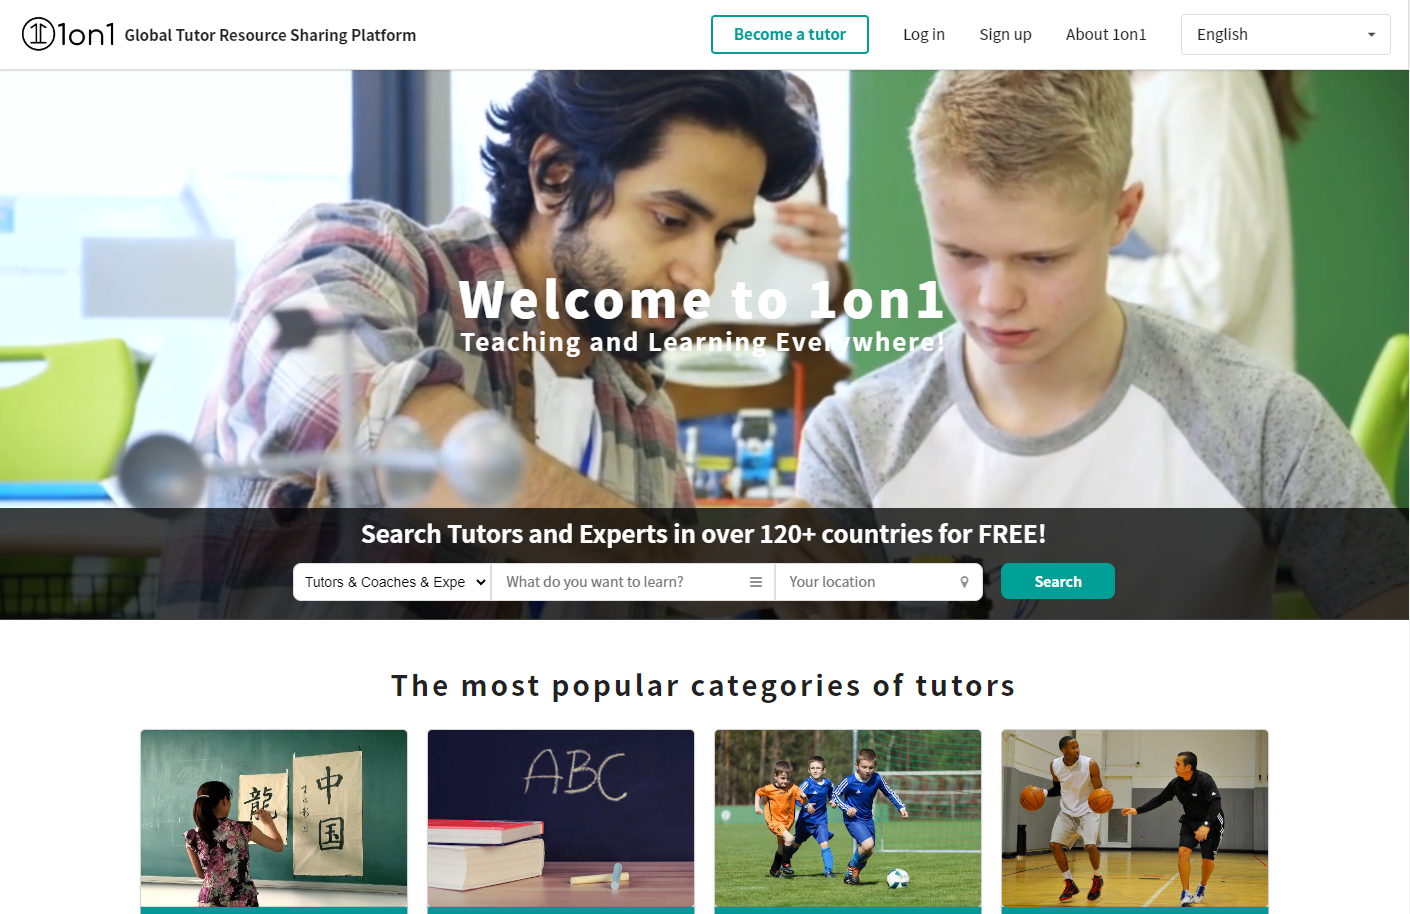 1on1 Global Tutor Resource Sharing Platform
Become a tutor
Log in
Sign up
About 1on1
English
Welcome to 1on1
Teaching and Learning Everywhere!
Search Tutors and Experts in over 120+ countries for FREE!
Tutors & Coaches & Expe
What do you want to learn?
Your location
Search
The most popular categories of tutors
龍
中
国
ABC